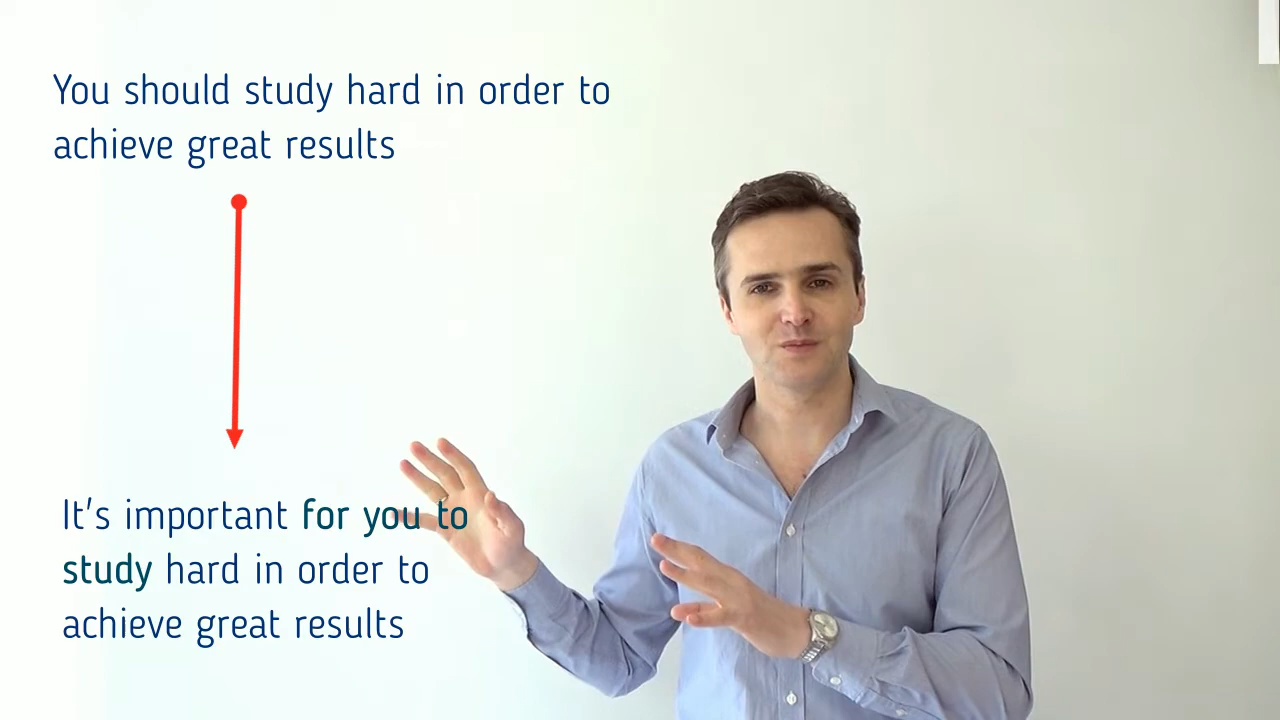 You should study hard in order to
achieve great results
It's important for you to
study hard in order to
achieve great results